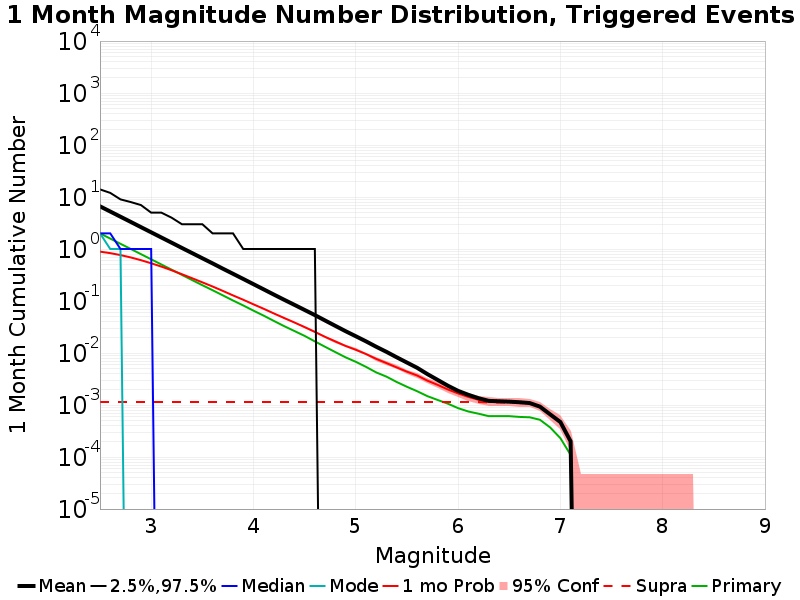 1 Month Magnitude Number Distribution, Triggered Events
1 Month Cumulative Number
10^4
10^3
10^2
10^1
10^0
10^-1
10^-2
10^-3
10^-4
10^-5
3 4 5 6 7 8 9
Magnitude
Mean 2.5%,97.5% Median Mode 1 mo Prob 95% Conf Supra Primary